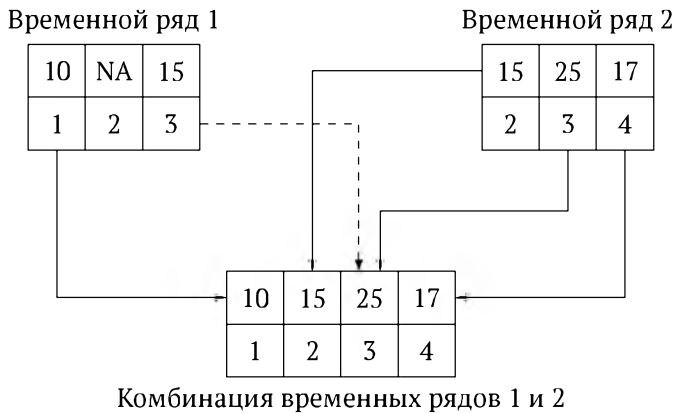 Временной ряд 1
Временной ряд 2
10 NA 15
1 2 3
15 25 17
2 3 4
10 15 25 17
1 2 3 4
Комбинация временных рядов 1 и 2